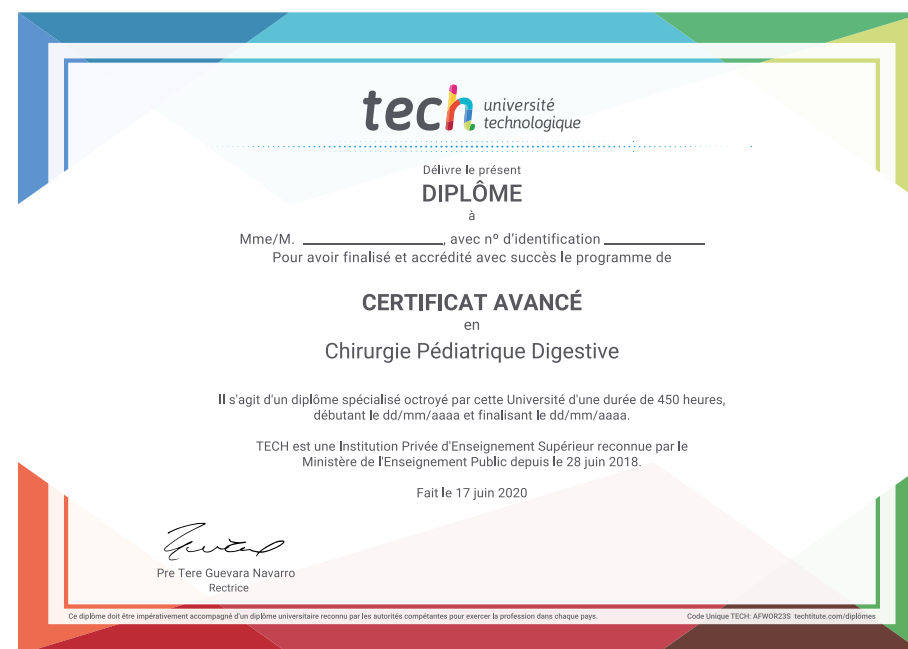 tech université
technologique
Délivre le présent
DIPLÔME
à
Mme/M. ____________________, avec nº d'identification ______________
Pour avoir finalisé et accrédité avec succès le programme de
CERTIFICAT AVANCÉ
en
Chirurgie Pédiatrique Digestive
Il s'agit d'un diplôme spécialisé octroyé par cette Université d'une durée de 450 heures,
débutant le dd/mm/aaaa et finalisant le dd/mm/aaaa.
TECH est une Institution Privée d'Enseignement Supérieur reconnue par le
Ministère de l'Enseignement Public depuis le 28 juin 2018.
Fait le 17 juin 2020
Pre Tere Guevara Navarro
Rectrice
Ce diplôme doit être impérativement accompagné d'un diplôme universitaire reconnu par les autorités compétantes pour exercer la profession dans chaque pays.
Code Unique TECH: AFWOR23S techtitute.com/diplômes